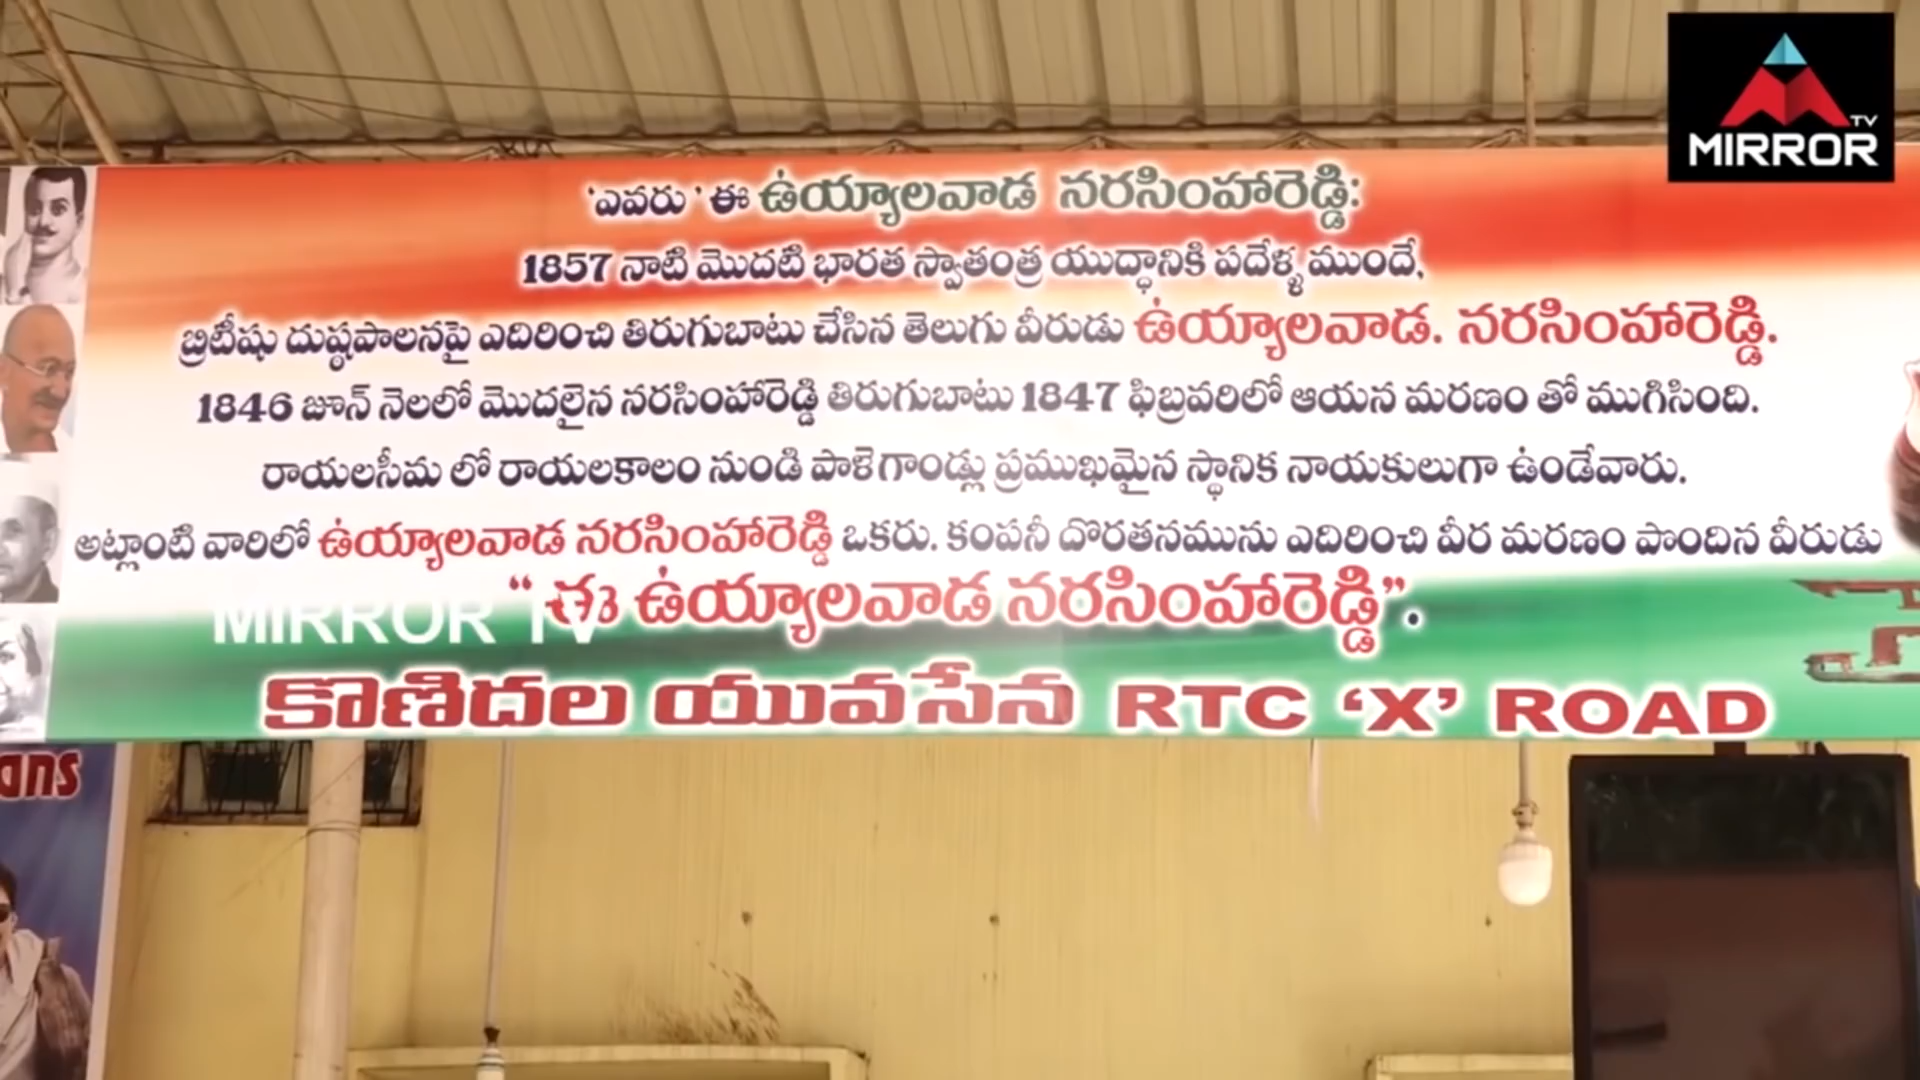 TV
MIRROR
'ఎవరు' ఈ ఉయ్యాలవాడ నరసింహారెడ్డి:
1857 నాటి మొదటి భారత స్వాతంత్ర యుద్ధానికి పదేళ్ళ ముందే,
బ్రిటీషు దుష్ఠపాలనపై ఎదిరించి తిరుగుబాటు చేసిన తెలుగు వీరుడు ఉయ్యాలవాడ. నరసింహారెడ్డి.
1846 జూన్ నెలలో మొదలైన నరసింహారెడ్డి తిరుగుబాటు 1847 ఫిబ్రవరిలో ఆయన మరణం తో ముగిసింది.
రాయలసీమ లో రాయలకాలం నుండి పాళెగాండ్లు ప్రముఖమైన స్థానిక నాయకులుగా ఉండేవారు.
అట్లాంటి వారిలో ఉయ్యాలవాడ నరసింహారెడ్డి ఒకరు. కంపనీ దొరతనమును ఎదిరించి వీర మరణం పొందిన వీరుడు
“ ఈ ఉయ్యాలవాడ నరసింహారెడ్డి”.
MIRROR TV
కొణిదల యువసేన RTC ‘X’ ROAD
ans